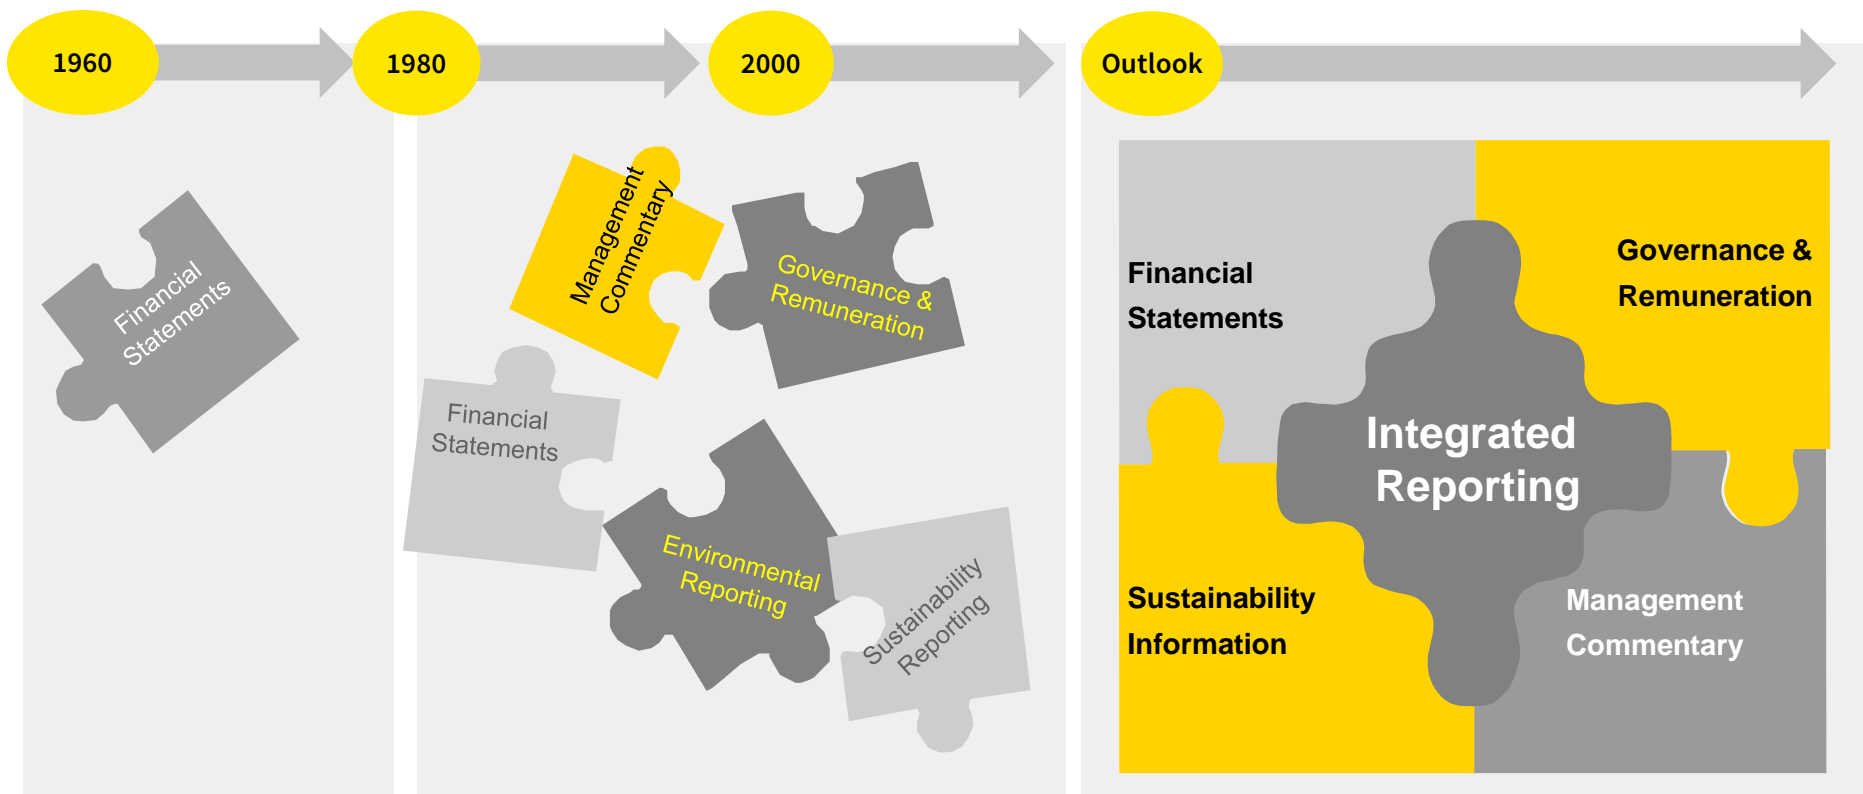 1960
1980
2000
Outlook
Financial
Statements
Management
Commentary
Governance &
Remuneration
Financial
Statements
Environmental
Reporting
Sustainability
Reporting
Financial
Statements
Governance &
Remuneration
Integrated
Reporting
Sustainability
Information
Management
Commentary